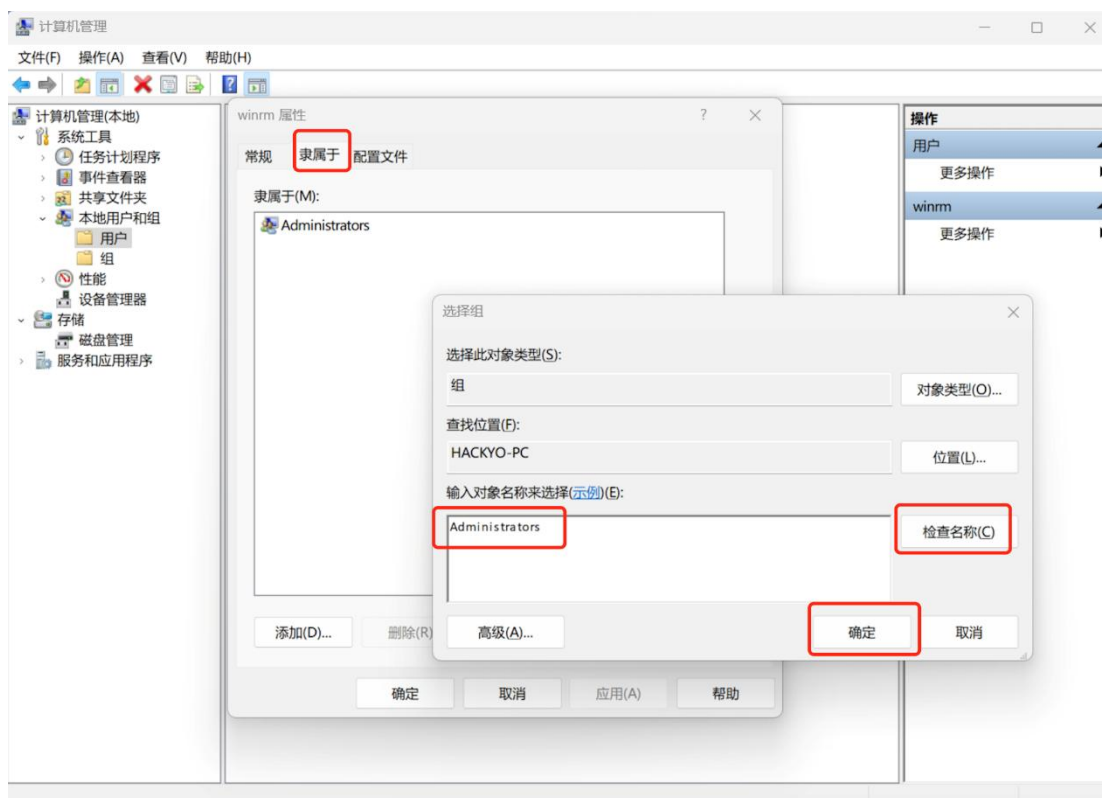 计算机管理
文件(F) 操作(A) 查看(V) 帮助(H)
计算机管理(本地)
系统工具
任务计划程序
事件查看器
共享文件夹
本地用户和组
用户
组
性能
设备管理器
存储
磁盘管理
服务和应用程序
winrm 属性
常规 隶属于 配置文件
隶属于(M):
Administrators
添加(D)... 删除(R)
确定 取消 应用(A) 帮助
选择组
选择此对象类型(S):
组
对象类型(O)...
查找位置(F):
HACKYO-PC
位置(L)...
输入对象名称来选择(示例)(E):
Administrators
检查名称(C)
高级(A)... 确定 取消
操作
用户
更多操作
winrm
更多操作